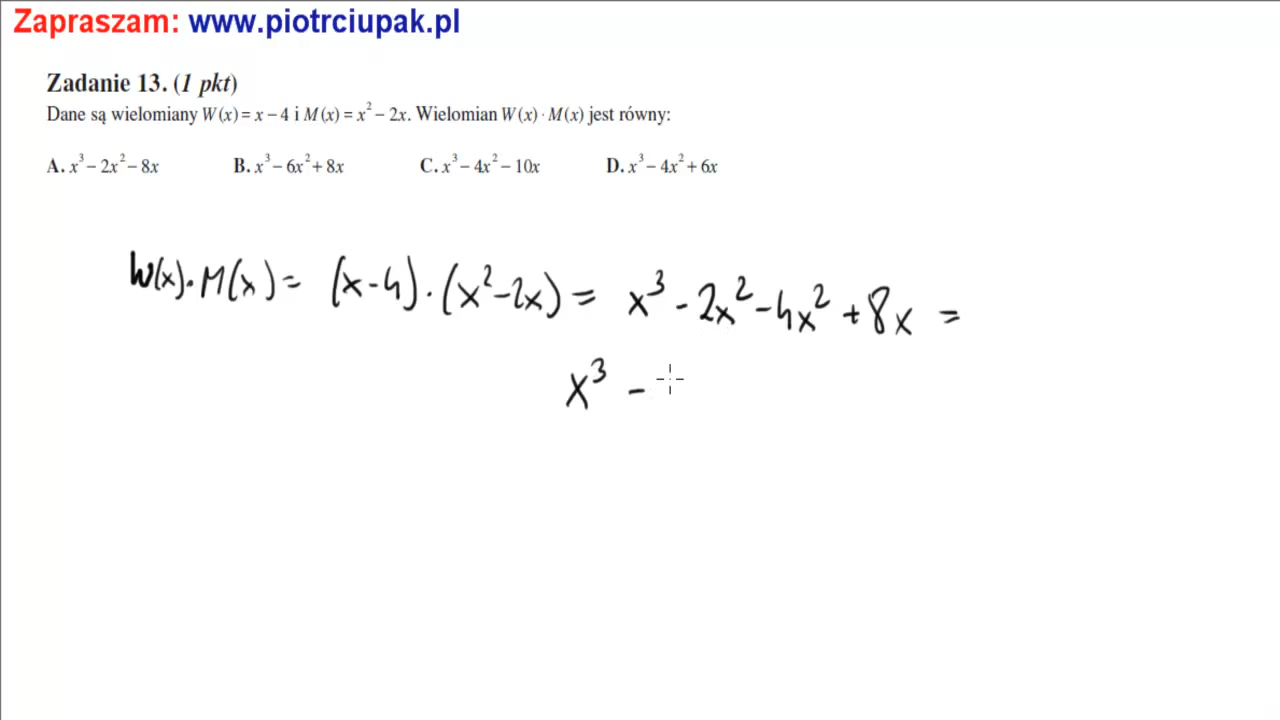 Zapraszam: www.piotrciupak.pl
Zadanie 13. (1 pkt)
Dane są wielomiany W(x) = x − 4 i M(x) = x² − 2x. Wielomian W(x) · M(x) jest równy:
A. x³ − 2x² − 8x B. x³ − 6x² + 8x C. x³ − 4x² − 10x D. x³ − 4x² + 6x
W(x)·M(x) = (x-4)·(x²-2x) = x³ - 2x² - 4x² + 8x =
x³ -